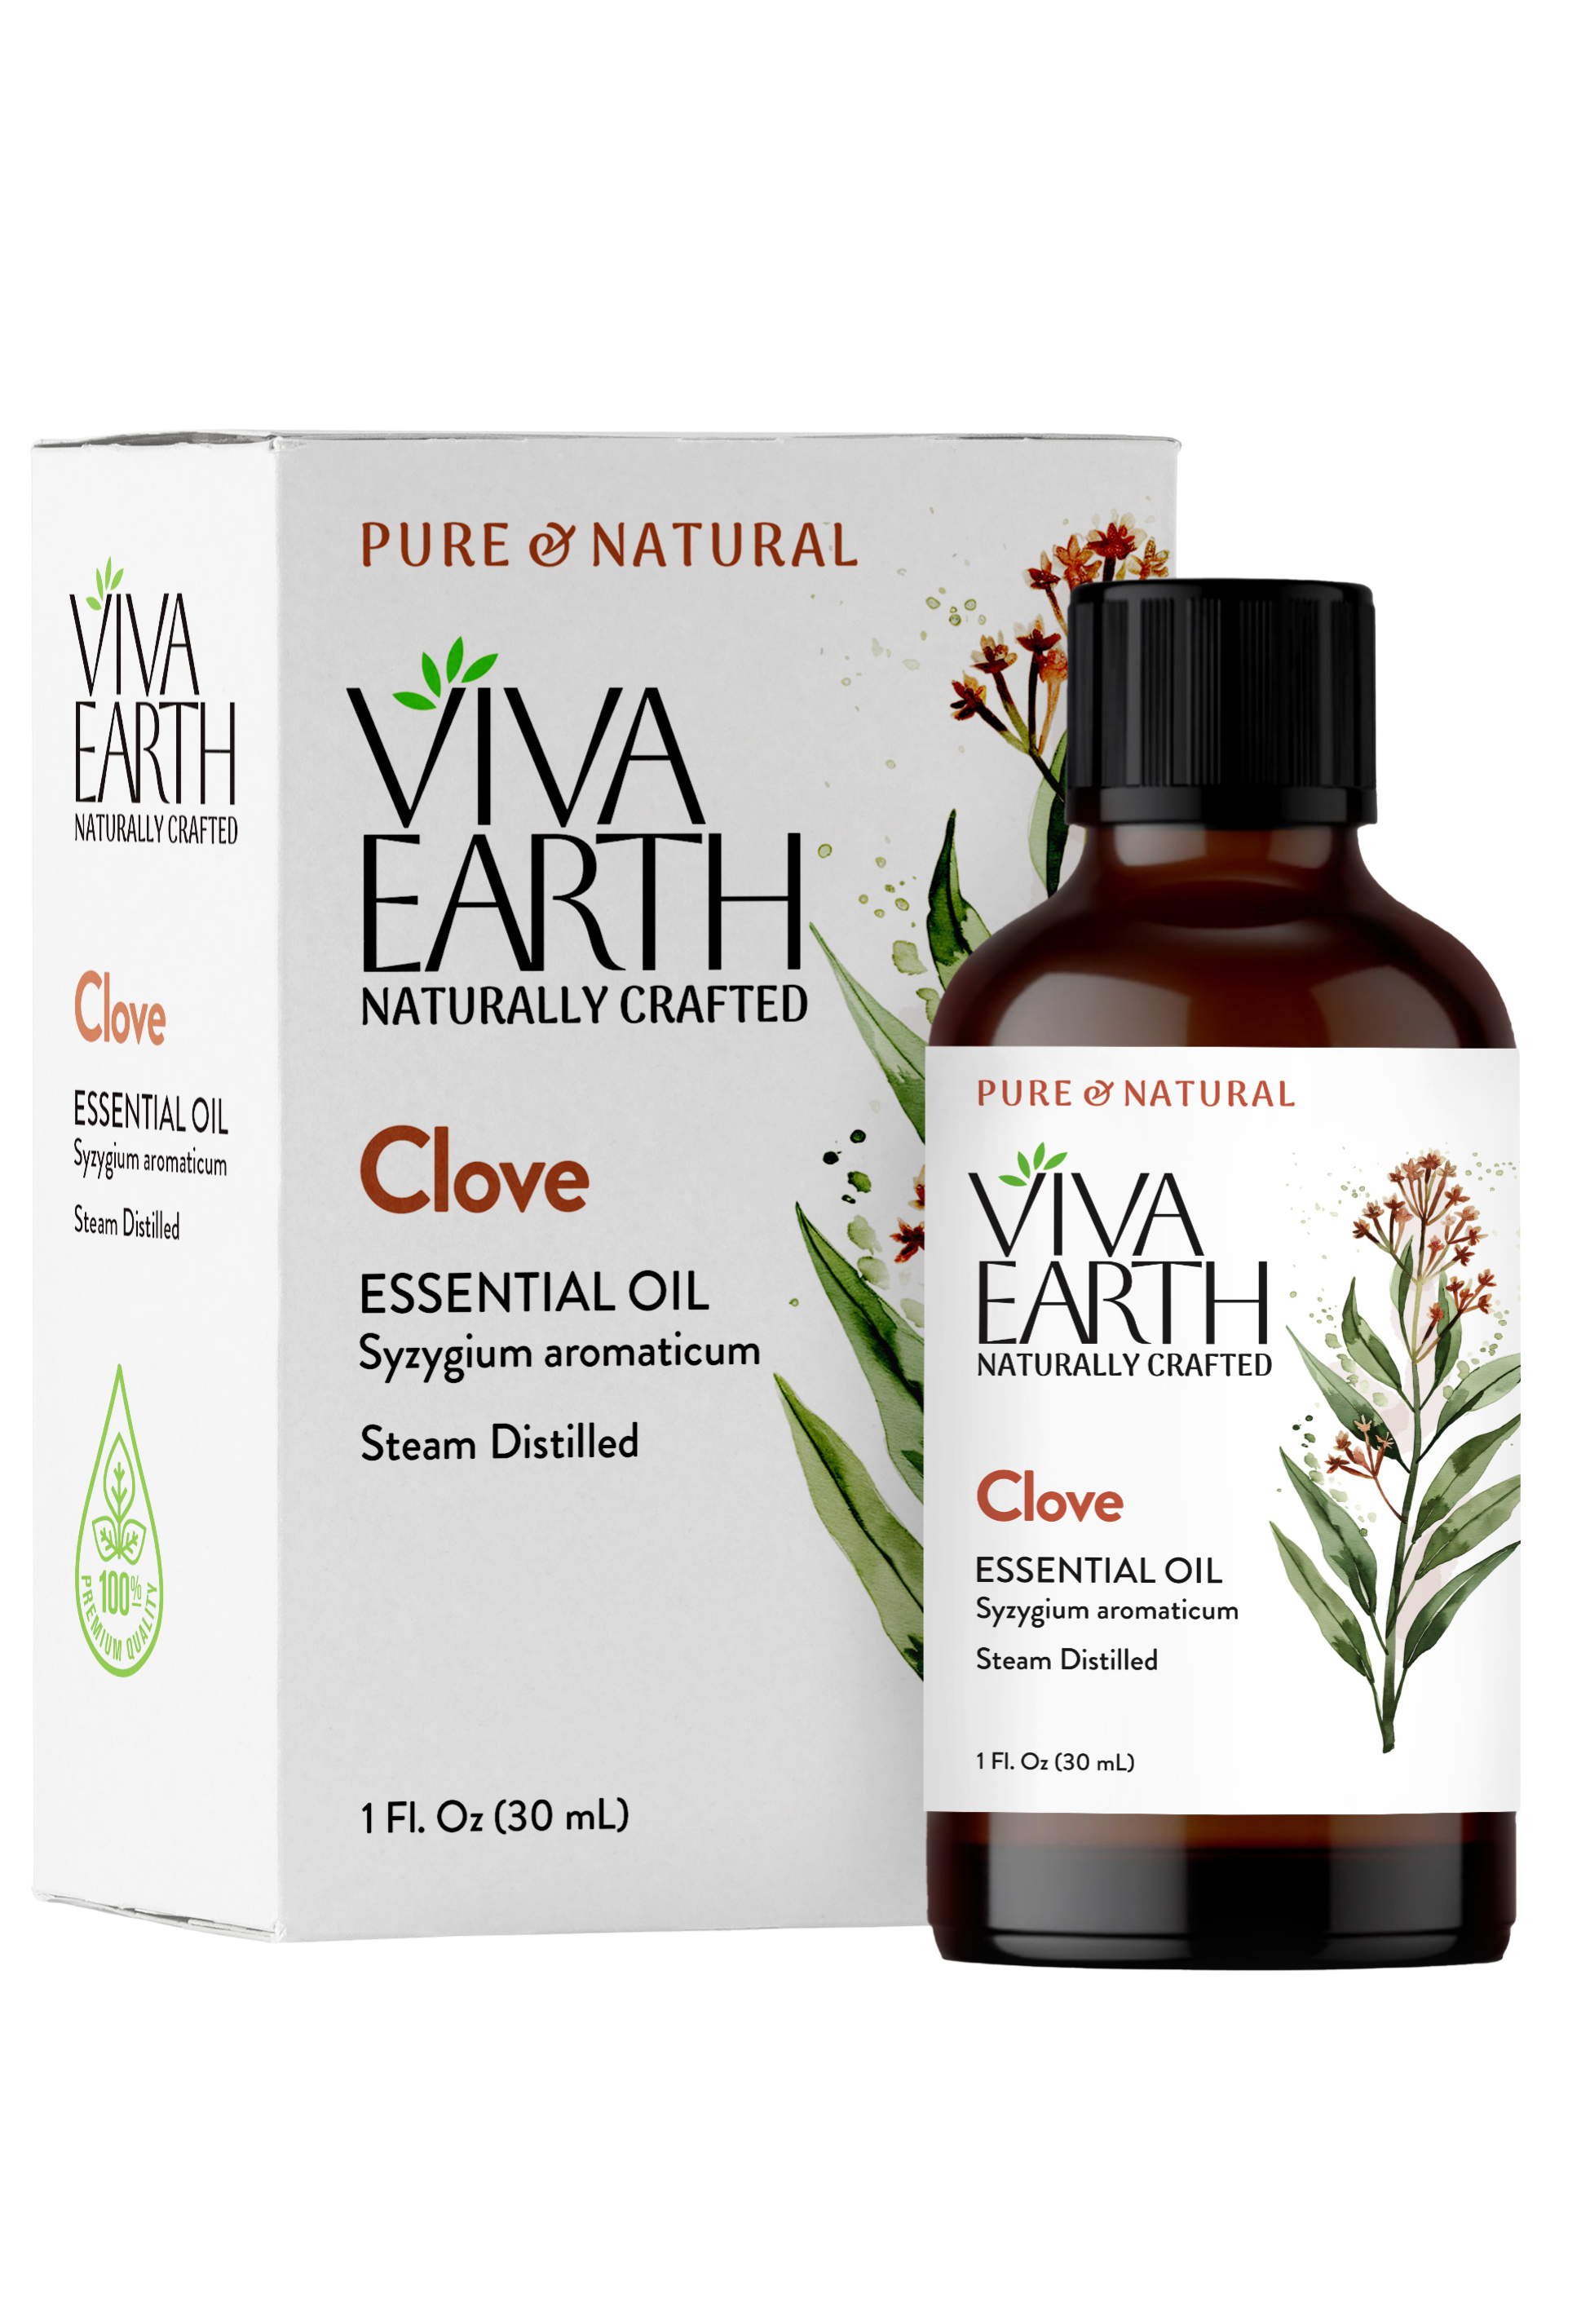 VIVA
EARTH
NATURALLY CRAFTED
Clove
ESSENTIAL OIL
Syzygium aromaticum
Steam Distilled
100%
PREMIUM QUALITY
PURE & NATURAL
VIVA
EARTH
NATURALLY CRAFTED
Clove
ESSENTIAL OIL
Syzygium aromaticum
Steam Distilled
1 Fl. Oz (30 mL)
PURE & NATURAL
VIVA
EARTH
NATURALLY CRAFTED
Clove
ESSENTIAL OIL
Syzygium aromaticum
Steam Distilled
1 Fl. Oz (30 mL)